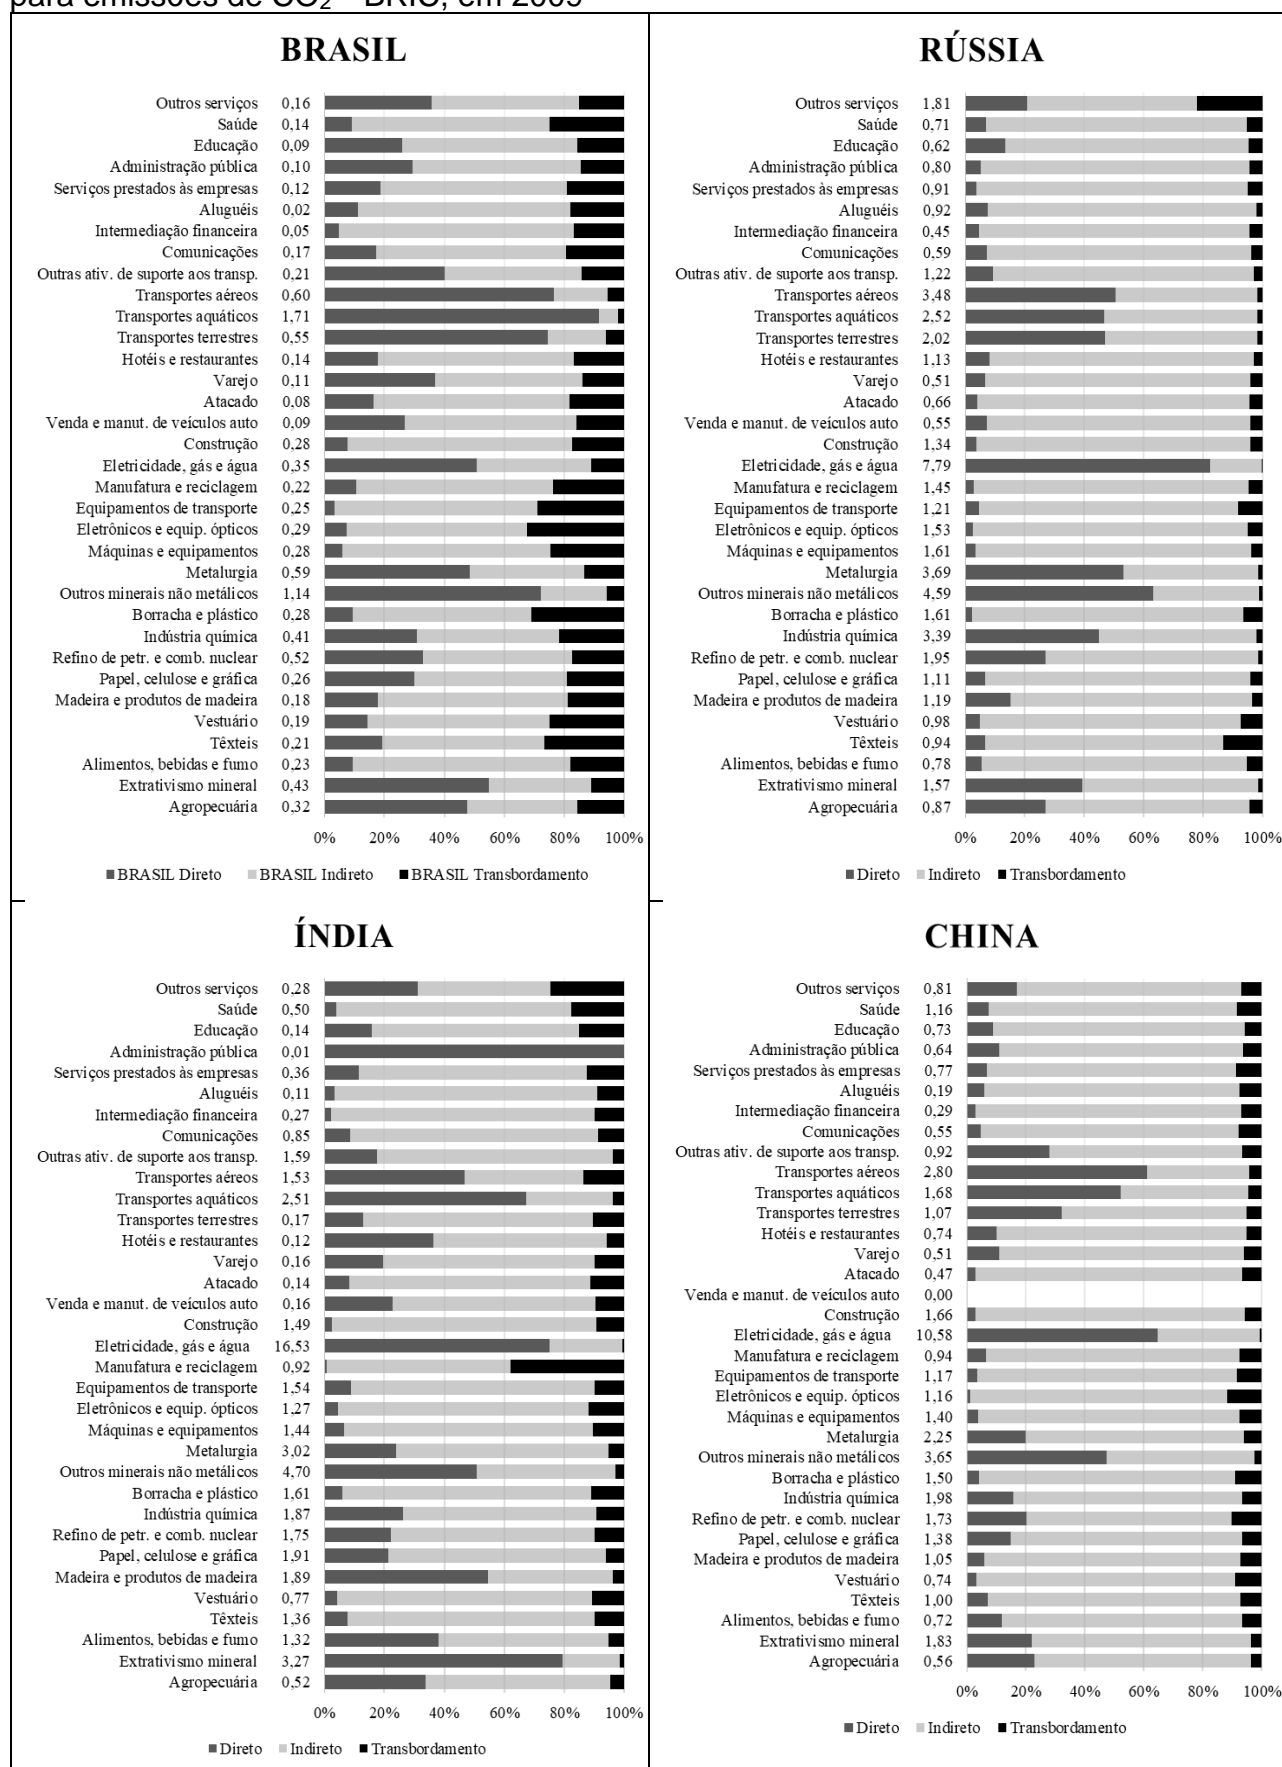 para emissões de CO₂ – BRIC, em 2009
BRASIL
Outros serviços 0,16
Saúde 0,14
Educação 0,09
Administração pública 0,10
Serviços prestados às empresas 0,12
Aluguéis 0,02
Intermediação financeira 0,05
Comunicações 0,17
Outras ativ. de suporte aos transp. 0,21
Transportes aéreos 0,60
Transportes aquáticos 1,71
Transportes terrestres 0,55
Hotéis e restaurantes 0,14
Varejo 0,11
Atacado 0,08
Venda e manut. de veículos auto 0,09
Construção 0,28
Eletricidade, gás e água 0,35
Manufatura e reciclagem 0,22
Equipamentos de transporte 0,25
Eletrônicos e equip. ópticos 0,29
Máquinas e equipamentos 0,28
Metalurgia 0,59
Outros minerais não metálicos 1,14
Borracha e plástico 0,28
Indústria química 0,41
Refino de petr. e comb. nuclear 0,52
Papel, celulose e gráfica 0,26
Madeira e produtos de madeira 0,18
Vestuário 0,19
Têxteis 0,21
Alimentos, bebidas e fumo 0,23
Extrativismo mineral 0,43
Agropecuária 0,32
0% 20% 40% 60% 80% 100%
BRASIL Direto BRASIL Indireto BRASIL Transbordamento
RÚSSIA
Outros serviços 1,81
Saúde 0,71
Educação 0,62
Administração pública 0,80
Serviços prestados às empresas 0,91
Aluguéis 0,92
Intermediação financeira 0,45
Comunicações 0,59
Outras ativ. de suporte aos transp. 1,22
Transportes aéreos 3,48
Transportes aquáticos 2,52
Transportes terrestres 2,02
Hotéis e restaurantes 1,13
Varejo 0,51
Atacado 0,66
Venda e manut. de veículos auto 0,55
Construção 1,34
Eletricidade, gás e água 7,79
Manufatura e reciclagem 1,45
Equipamentos de transporte 1,21
Eletrônicos e equip. ópticos 1,53
Máquinas e equipamentos 1,61
Metalurgia 3,69
Outros minerais não metálicos 4,59
Borracha e plástico 1,61
Indústria química 3,39
Refino de petr. e comb. nuclear 1,95
Papel, celulose e gráfica 1,11
Madeira e produtos de madeira 1,19
Vestuário 0,98
Têxteis 0,94
Alimentos, bebidas e fumo 0,78
Extrativismo mineral 1,57
Agropecuária 0,87
0% 20% 40% 60% 80% 100%
Direto Indireto Transbordamento
ÍNDIA
Outros serviços 0,28
Saúde 0,50
Educação 0,14
Administração pública 0,01
Serviços prestados às empresas 0,36
Aluguéis 0,11
Intermediação financeira 0,27
Comunicações 0,85
Outras ativ. de suporte aos transp. 1,59
Transportes aéreos 1,53
Transportes aquáticos 2,51
Transportes terrestres 0,17
Hotéis e restaurantes 0,12
Varejo 0,16
Atacado 0,14
Venda e manut. de veículos auto 0,16
Construção 1,49
Eletricidade, gás e água 16,53
Manufatura e reciclagem 0,92
Equipamentos de transporte 1,54
Eletrônicos e equip. ópticos 1,27
Máquinas e equipamentos 1,44
Metalurgia 3,02
Outros minerais não metálicos 4,70
Borracha e plástico 1,61
Indústria química 1,87
Refino de petr. e comb. nuclear 1,75
Papel, celulose e gráfica 1,91
Madeira e produtos de madeira 1,89
Vestuário 0,77
Têxteis 1,36
Alimentos, bebidas e fumo 1,32
Extrativismo mineral 3,27
Agropecuária 0,52
0% 20% 40% 60% 80% 100%
Direto Indireto Transbordamento
CHINA
Outros serviços 0,81
Saúde 1,16
Educação 0,73
Administração pública 0,64
Serviços prestados às empresas 0,77
Aluguéis 0,19
Intermediação financeira 0,29
Comunicações 0,55
Outras ativ. de suporte aos transp. 0,92
Transportes aéreos 2,80
Transportes aquáticos 1,68
Transportes terrestres 1,07
Hotéis e restaurantes 0,74
Varejo 0,51
Atacado 0,47
Venda e manut. de veículos auto 0,00
Construção 1,66
Eletricidade, gás e água 10,58
Manufatura e reciclagem 0,94
Equipamentos de transporte 1,17
Eletrônicos e equip. ópticos 1,16
Máquinas e equipamentos 1,40
Metalurgia 2,25
Outros minerais não metálicos 3,65
Borracha e plástico 1,50
Indústria química 1,98
Refino de petr. e comb. nuclear 1,73
Papel, celulose e gráfica 1,38
Madeira e produtos de madeira 1,05
Vestuário 0,74
Têxteis 1,00
Alimentos, bebidas e fumo 0,72
Extrativismo mineral 1,83
Agropecuária 0,56
0% 20% 40% 60% 80% 100%
Direto Indireto Transbordamento